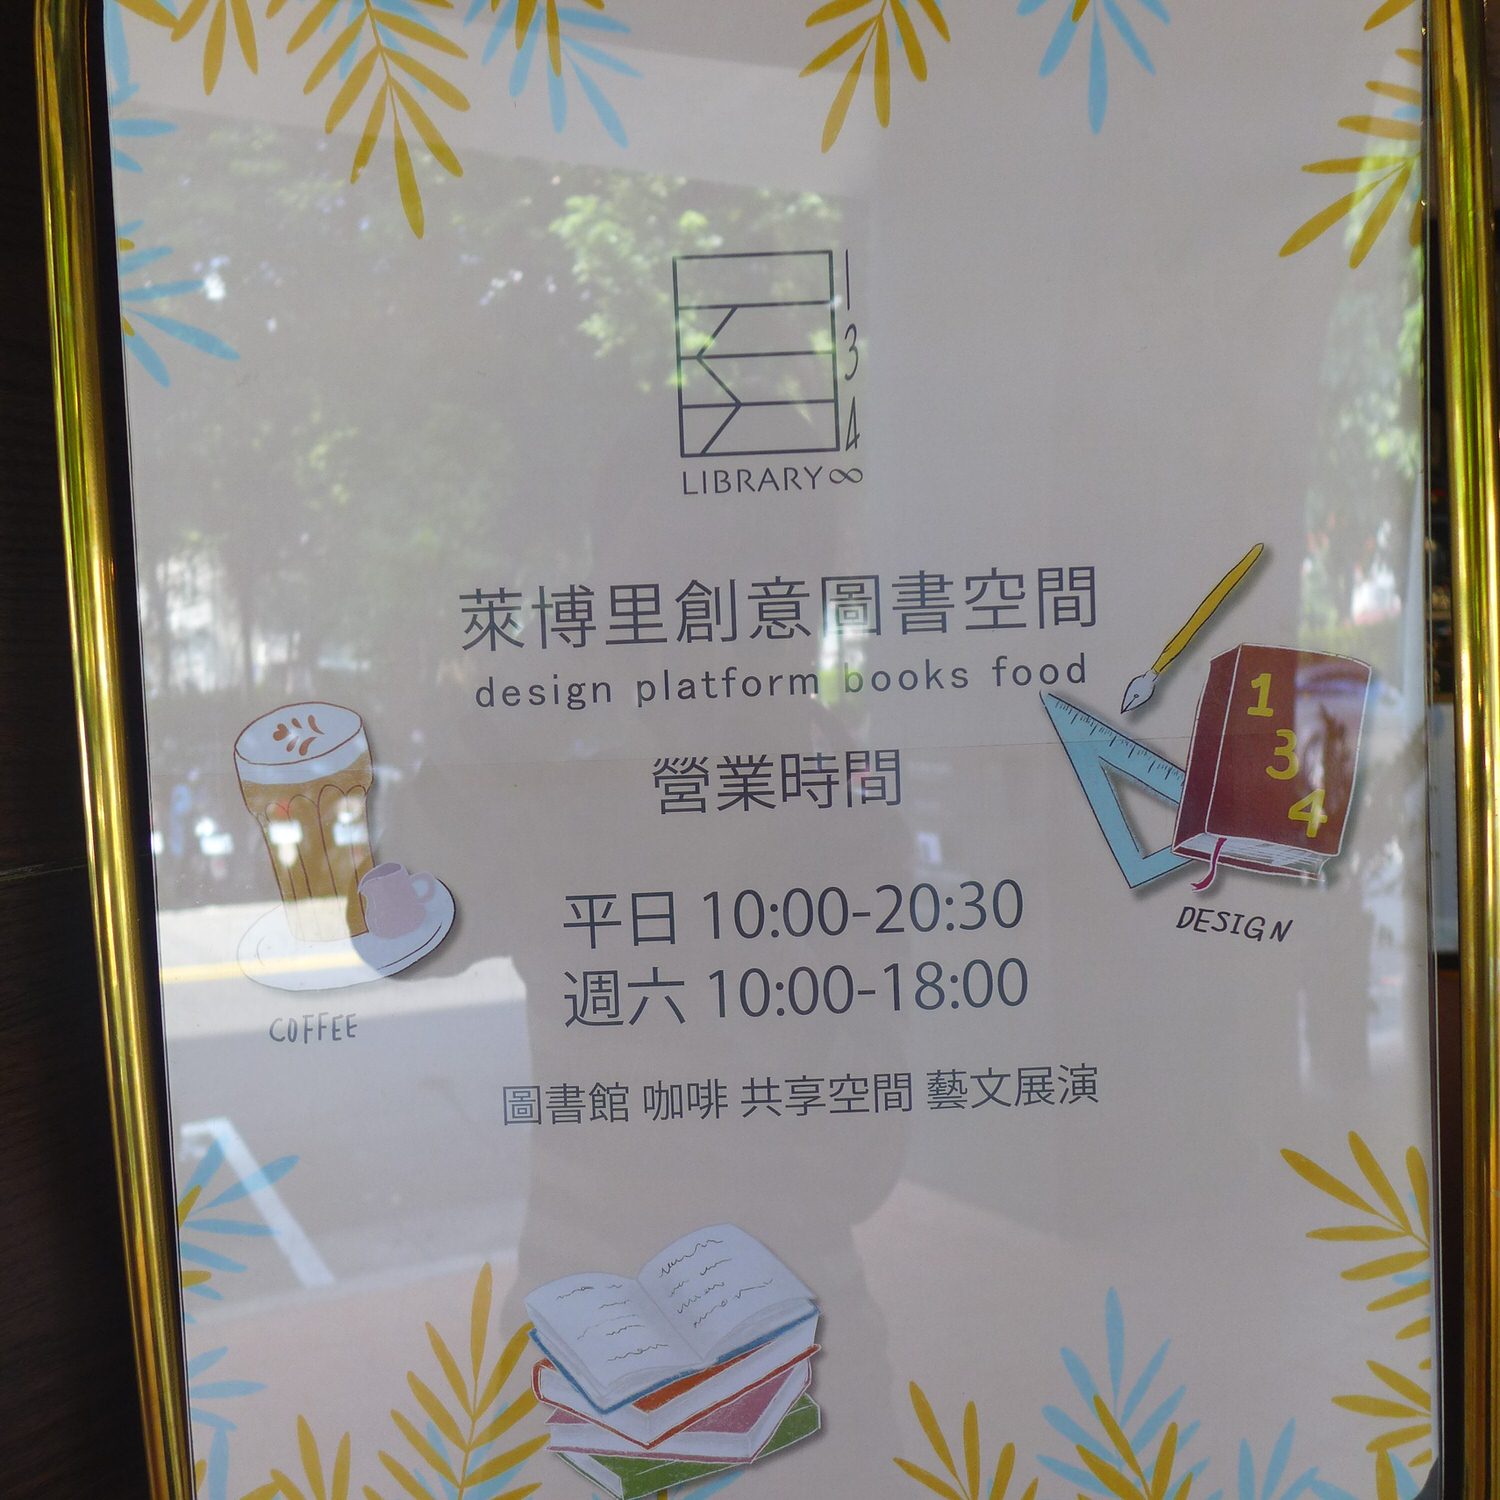 1
3
4
LIBRARY∞
萊博里創意圖書空間
design platform books food
營業時間
平日 10:00-20:30
週六 10:00-18:00
圖書館 咖啡 共享空間 藝文展演
COFFEE
1
3
4
DESIGN